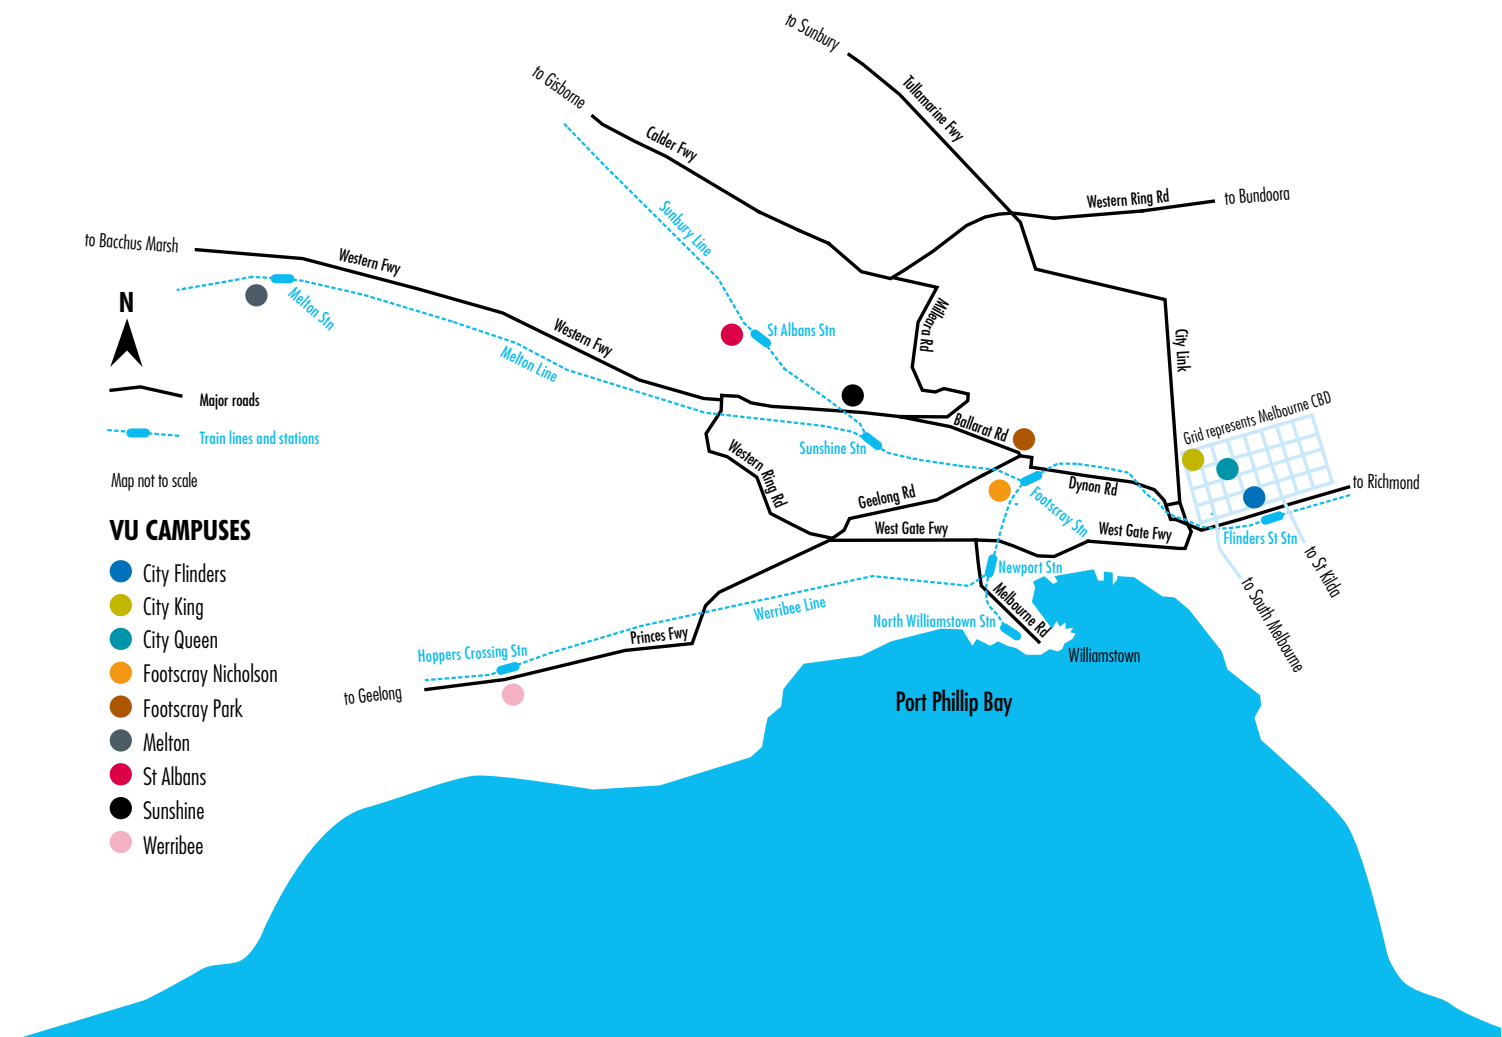 to Sunbury
Tullamarine Fwy
to Gisborne
Calder Fwy
Western Ring Rd
to Bundoora
Sunbury Line
to Bacchus Marsh
Western Fwy
Melton Stn
Western Fwy
Melton Line
St Albans Stn
Milleara Rd
City Link
N
Major roads
Train lines and stations
Map not to scale
Grid represents Melbourne CBD
Ballarat Rd
Sunshine Stn
Western Ring Rd
Geelong Rd
Dynon Rd
Footscray Stn
to Richmond
West Gate Fwy
West Gate Fwy
Flinders St Stn
to St Kilda
to South Melbourne
Newport Stn
Melbourne Rd
North Williamstown Stn
Werribee Line
Princes Fwy
Hoppers Crossing Stn
to Geelong
Williamstown
Port Phillip Bay
VU CAMPUSES
City Flinders
City King
City Queen
Footscray Nicholson
Footscray Park
Melton
St Albans
Sunshine
Werribee